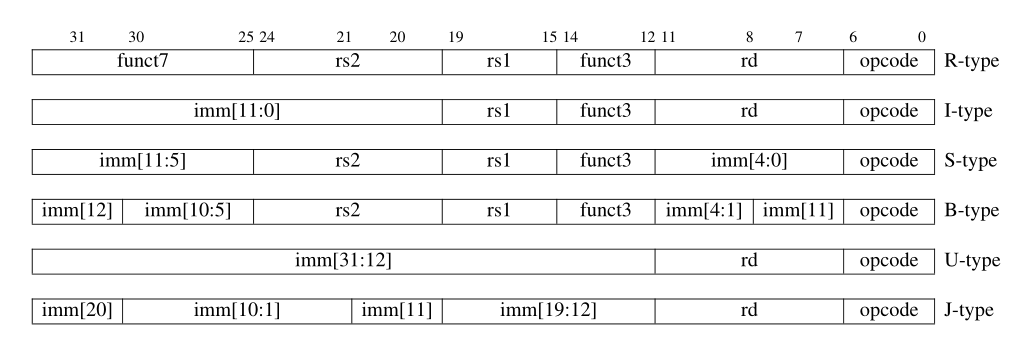 31 30 25 24 21 20 19 15 14 12 11 8 7 6 0
funct7 rs2 rs1 funct3 rd opcode R-type
imm[11:0] rs1 funct3 rd opcode I-type
imm[11:5] rs2 rs1 funct3 imm[4:0] opcode S-type
imm[12] imm[10:5] rs2 rs1 funct3 imm[4:1] imm[11] opcode B-type
imm[31:12] rd opcode U-type
imm[20] imm[10:1] imm[11] imm[19:12] rd opcode J-type